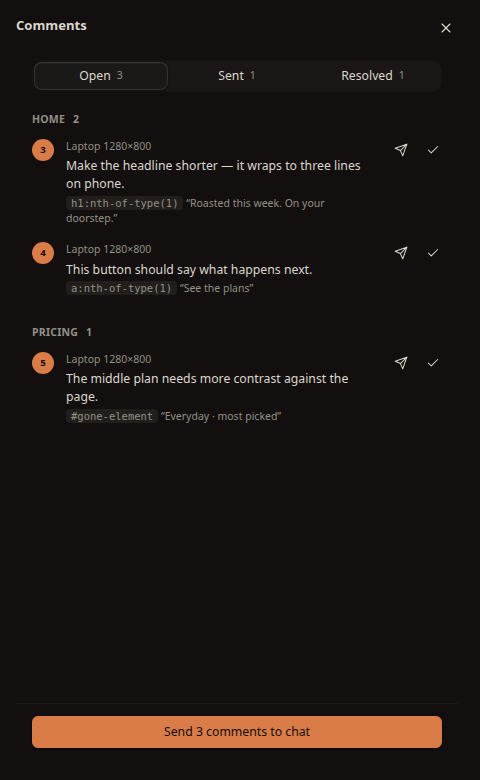 Comments
Open 3
Sent 1
Resolved 1
HOME 2
3
Laptop 1280×800
Make the headline shorter — it wraps to three lines
on phone.
h1:nth-of-type(1) “Roasted this week. On your
doorstep.”
4
Laptop 1280×800
This button should say what happens next.
a:nth-of-type(1) “See the plans”
PRICING 1
5
Laptop 1280×800
The middle plan needs more contrast against the
page.
#gone-element “Everyday · most picked”
Send 3 comments to chat